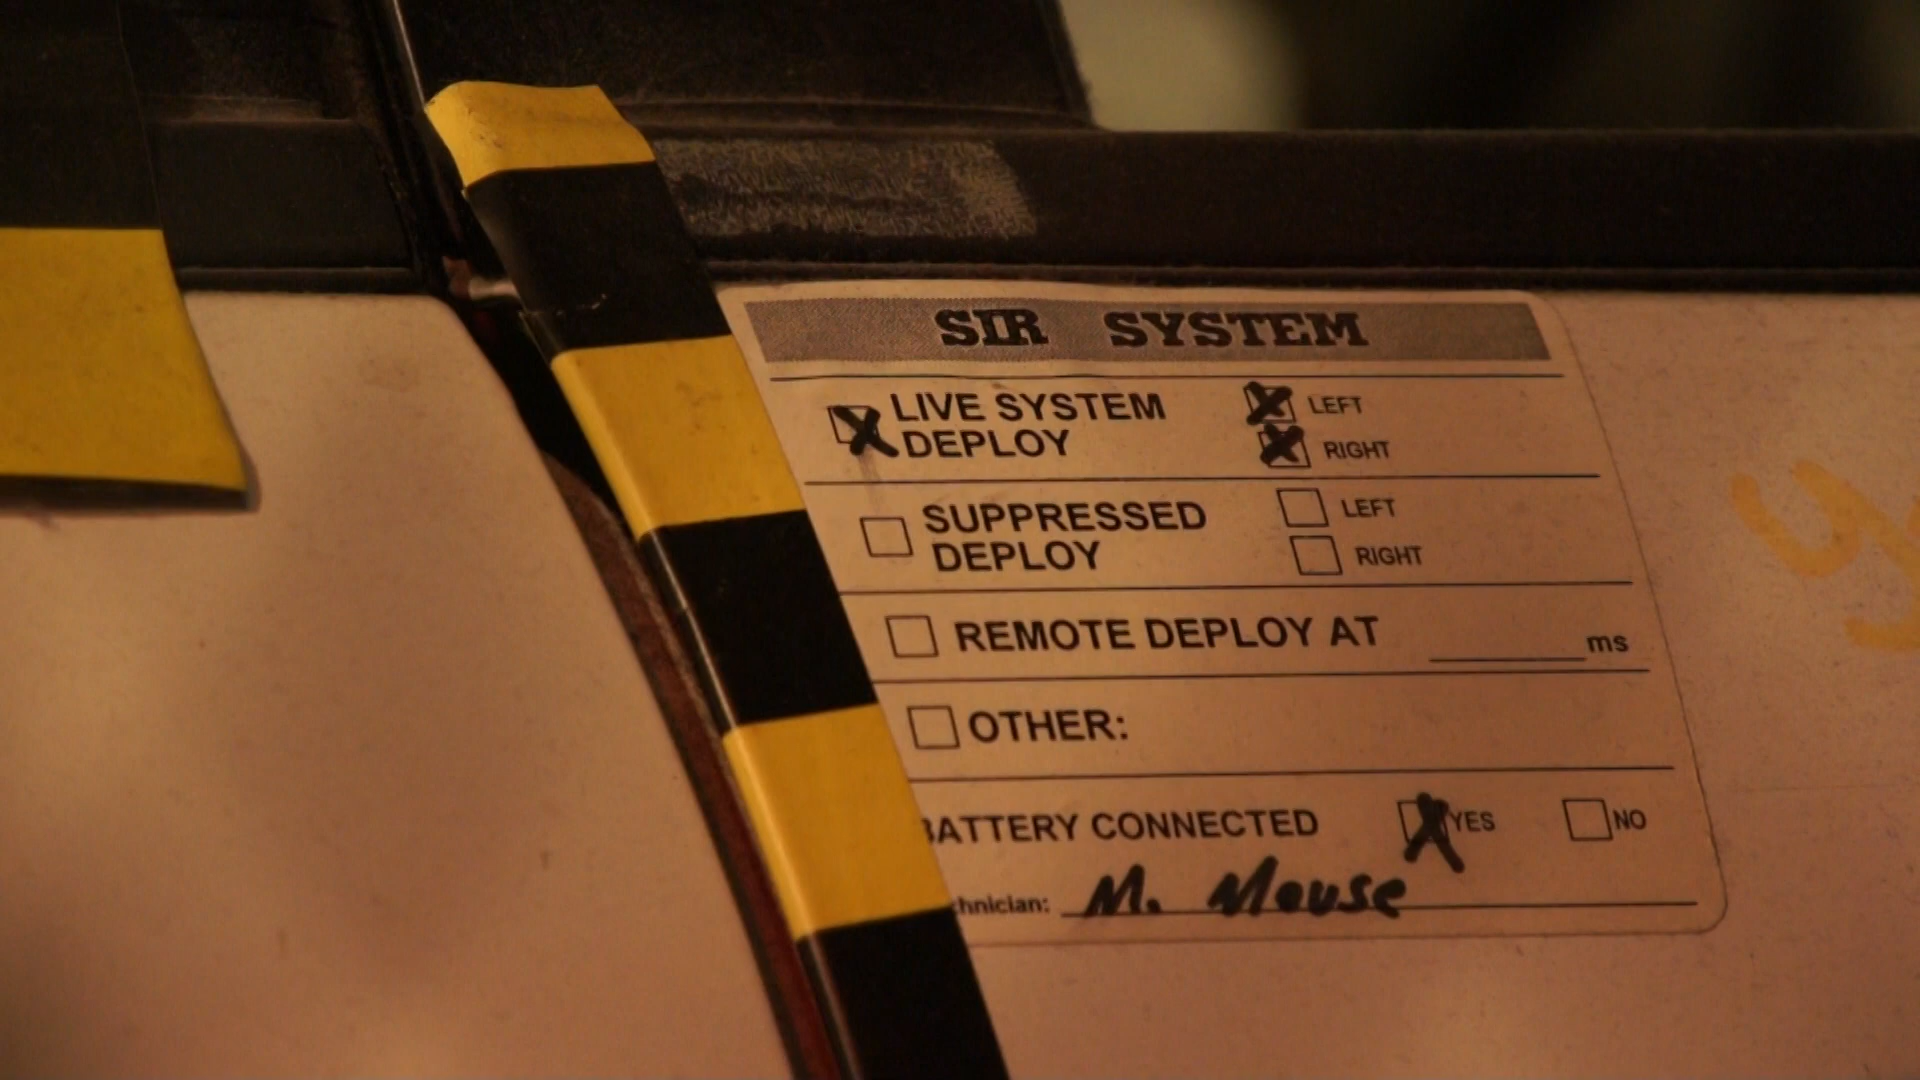 SIR SYSTEM
LIVE SYSTEM
DEPLOY
LEFT
RIGHT
SUPPRESSED
DEPLOY
LEFT
RIGHT
REMOTE DEPLOY AT ms
OTHER:
BATTERY CONNECTED YES NO
chnician: M. Mouse